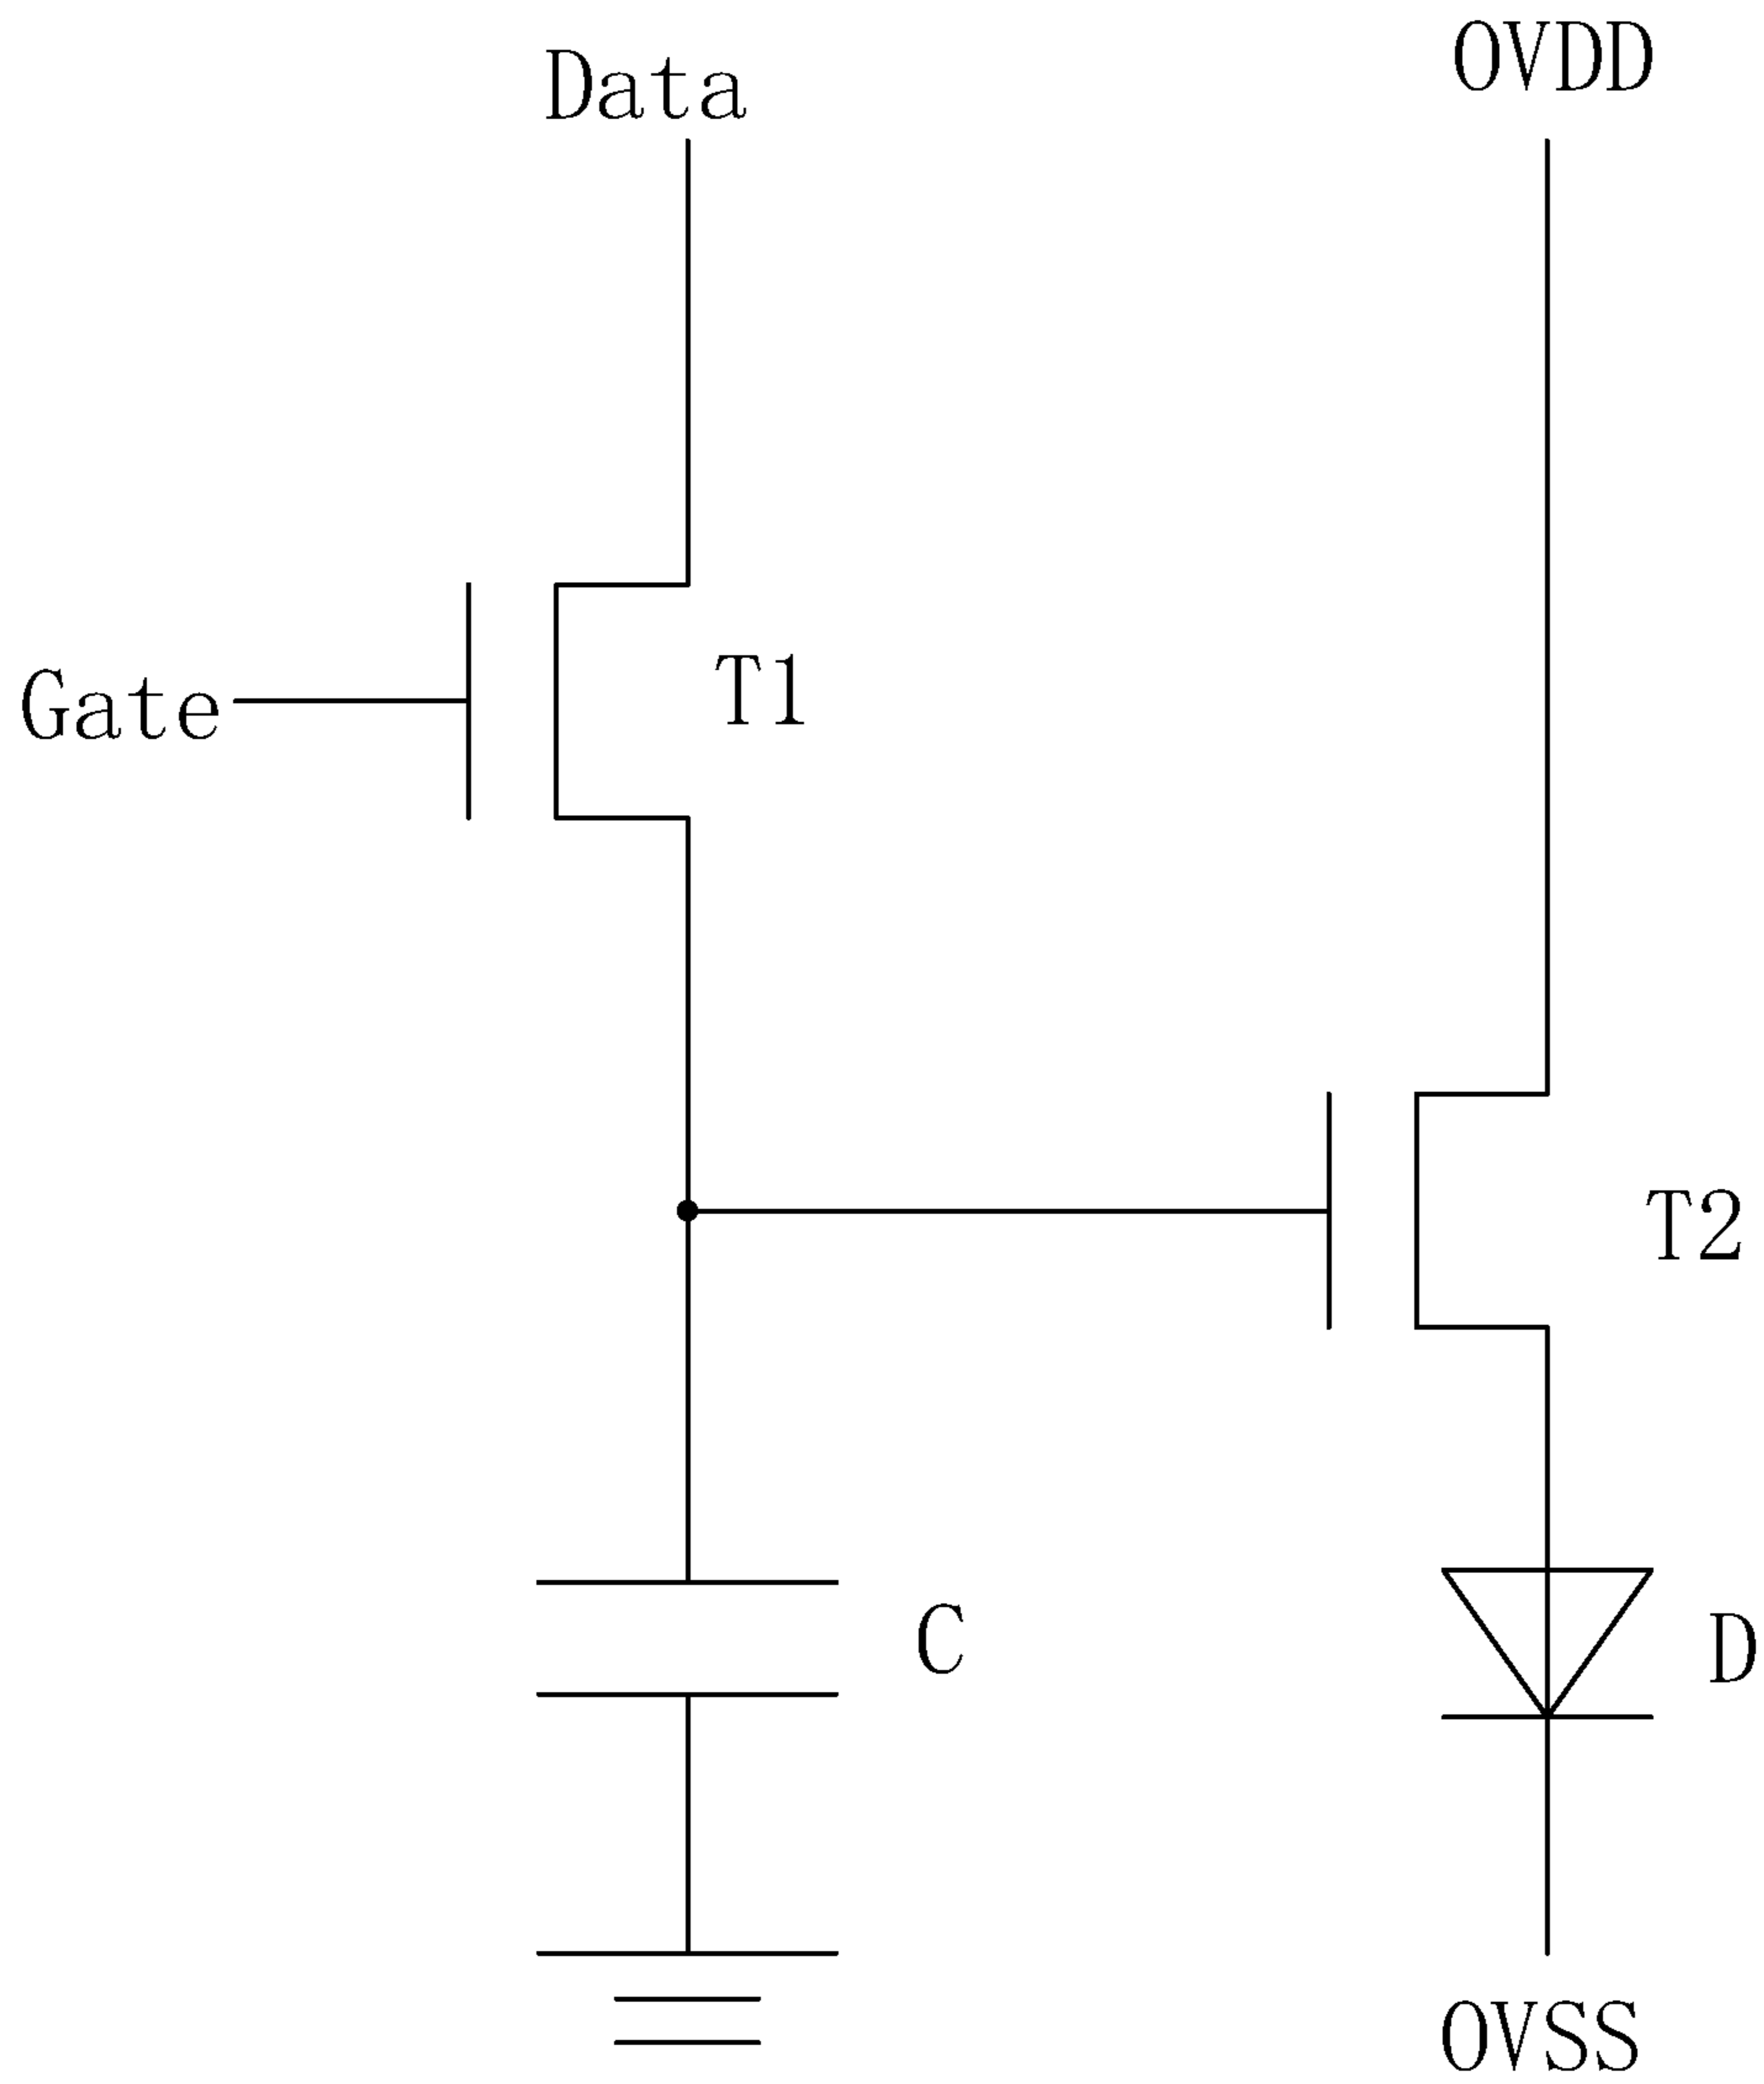 Data
OVDD
Gate
T1
T2
C
D
OVSS